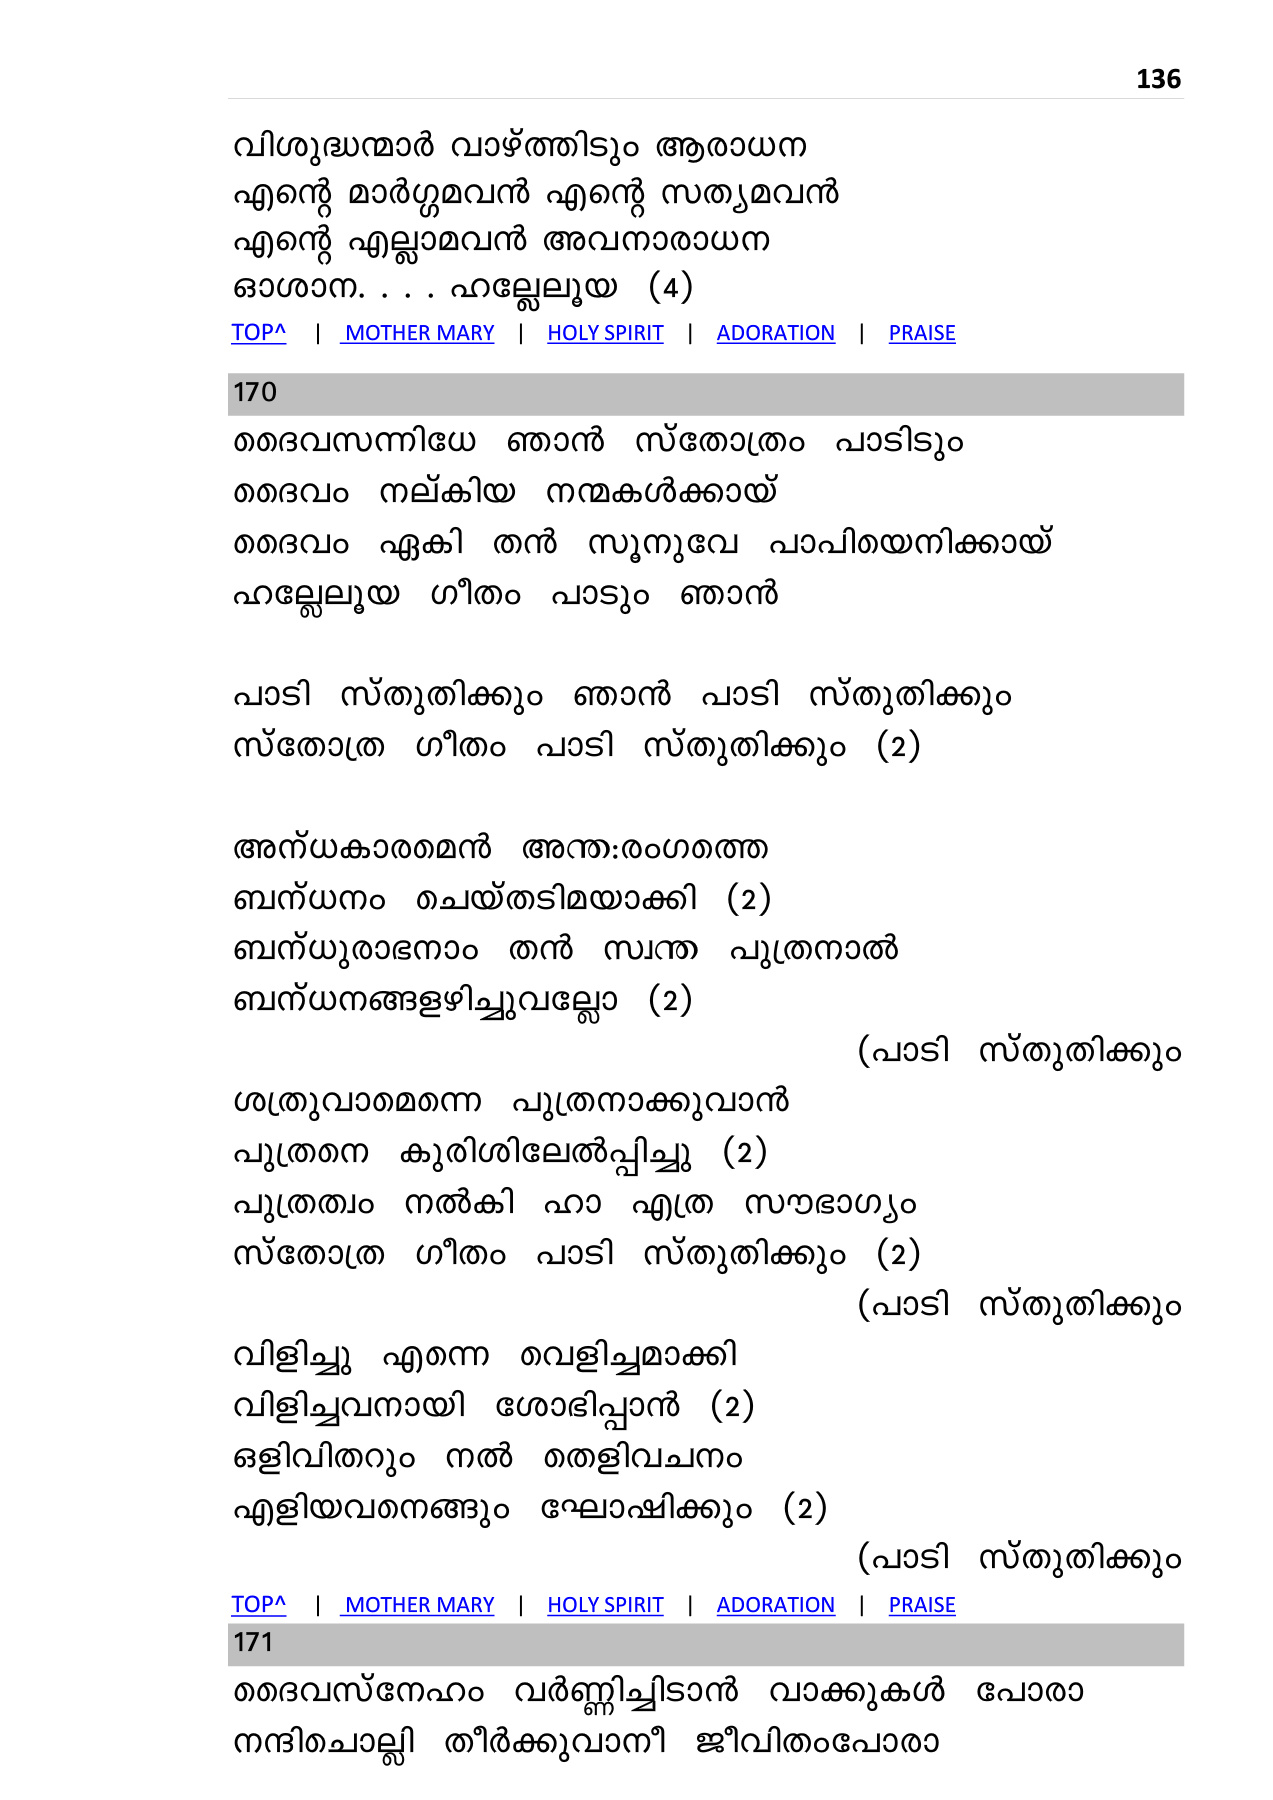 136
വിശുദ്ധന്മാർ വാഴ്ത്തിടും ആരാധന
എന്റെ മാർഗ്ഗമവൻ എന്റെ സത്യമവൻ
എന്റെ എല്ലാമവൻ അവനാരാധന
ഓശാന. . . . ഹല്ലേലൂയ (4)
TOP^ | MOTHER MARY | HOLY SPIRIT | ADORATION | PRAISE
170
ദൈവസന്നിധേ ഞാൻ സ്തോത്രം പാടിടും
ദൈവം നല്കിയ നന്മകൾക്കായ്
ദൈവം ഏകി തൻ സൂനുവേ പാപിയെനിക്കായ്
ഹല്ലേലൂയ ഗീതം പാടും ഞാൻ
പാടി സ്തുതിക്കും ഞാൻ പാടി സ്തുതിക്കും
സ്തോത്ര ഗീതം പാടി സ്തുതിക്കും (2)
അന്ധകാരമെൻ അന്ത:രംഗത്തെ
ബന്ധനം ചെയ്തടിമയാക്കി (2)
ബന്ധുരാഭനാം തൻ സ്വന്ത പുത്രനാൽ
ബന്ധനങ്ങളഴിച്ചുവല്ലോ (2)
(പാടി സ്തുതിക്കും
ശത്രുവാമെന്നെ പുത്രനാക്കുവാൻ
പുത്രനെ കുരിശിലേൽപ്പിച്ചു (2)
പുത്രത്വം നൽകി ഹാ എത്ര സൗഭാഗ്യം
സ്തോത്ര ഗീതം പാടി സ്തുതിക്കും (2)
(പാടി സ്തുതിക്കും
വിളിച്ചു എന്നെ വെളിച്ചമാക്കി
വിളിച്ചവനായി ശോഭിപ്പാൻ (2)
ഒളിവിതറും നൽ തെളിവചനം
എളിയവനെങ്ങും ഘോഷിക്കും (2)
(പാടി സ്തുതിക്കും
TOP^ | MOTHER MARY | HOLY SPIRIT | ADORATION | PRAISE
171
ദൈവസ്നേഹം വർണ്ണിച്ചിടാൻ വാക്കുകൾ പോരാ
നന്ദിചൊല്ലി തീർക്കുവാനീ ജീവിതംപോരാ